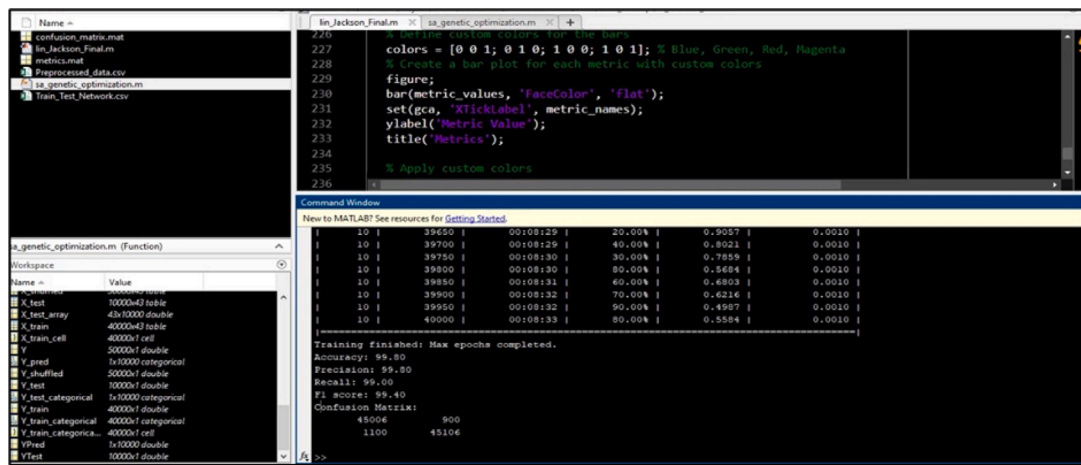 Name
confusion_matrix.mat
lin_Jackson_Final.m
metrics.mat
Preprocessed_data.csv
sa_genetic_optimization.m
Train_Test_Network.csv
sa_genetic_optimization.m (Function)
Workspace
Name Value
X_shuffled 50000x43 table
X_test 10000x43 table
X_test_array 43x10000 double
X_train 40000x43 table
X_train_cell 40000x1 cell
Y 50000x1 double
Y_pred 1x10000 categorical
Y_shuffled 50000x1 double
Y_test 10000x1 double
Y_test_categorical 1x10000 categorical
Y_train 40000x1 double
Y_train_categorical 40000x1 categorical
Y_train_categorica... 40000x1 cell
YPred 1x10000 double
YTest 10000x1 double
lin_Jackson_Final.m × sa_genetic_optimization.m × +
226 % Define custom colors for the bars
227 colors = [0 0 1; 0 1 0; 1 0 0; 1 0 1]; % Blue, Green, Red, Magenta
228 % Create a bar plot for each metric with custom colors
229 figure;
230 bar(metric_values, 'FaceColor', 'flat');
231 set(gca, 'XTickLabel', metric_names);
232 ylabel('Metric Value');
233 title('Metrics');
234
235 % Apply custom colors
236
Command Window
New to MATLAB? See resources for Getting Started.
| 10 | 39650 | 00:08:29 | 20.00% | 0.9057 | 0.0010 |
| 10 | 39700 | 00:08:29 | 40.00% | 0.8021 | 0.0010 |
| 10 | 39750 | 00:08:30 | 30.00% | 0.7859 | 0.0010 |
| 10 | 39800 | 00:08:30 | 80.00% | 0.5684 | 0.0010 |
| 10 | 39850 | 00:08:31 | 60.00% | 0.6803 | 0.0010 |
| 10 | 39900 | 00:08:32 | 70.00% | 0.6216 | 0.0010 |
| 10 | 39950 | 00:08:32 | 90.00% | 0.4987 | 0.0010 |
| 10 | 40000 | 00:08:33 | 80.00% | 0.5584 | 0.0010 |
|======================================================================|
Training finished: Max epochs completed.
Accuracy: 99.80
Precision: 99.80
Recall: 99.00
F1 score: 99.40
Confusion Matrix:
45006 900
1100 45106
fx >>